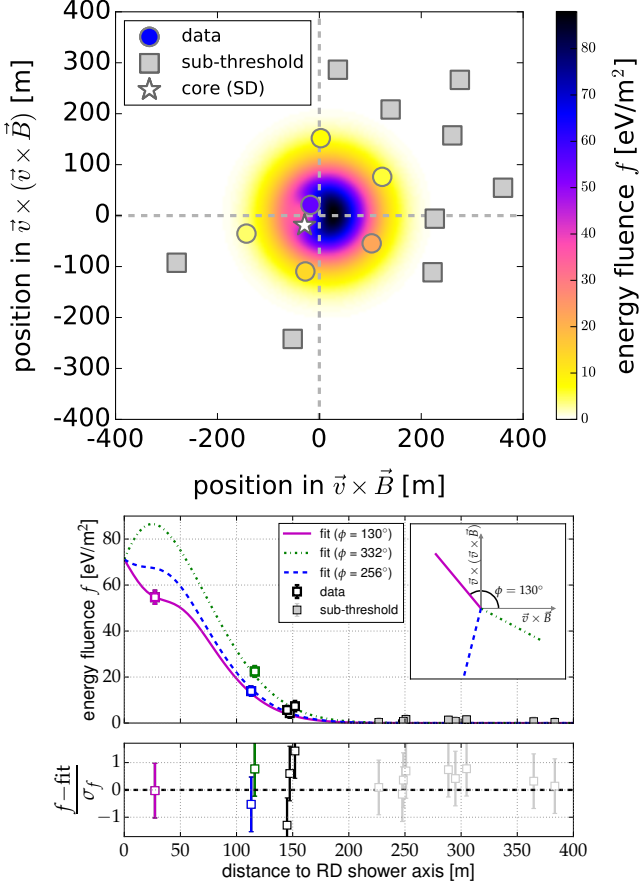 400
300
200
100
0
-100
-200
-300
-400
-400
-200
0
200
400
position in v⃗ × (v⃗ × B⃗) [m]
position in v⃗ × B⃗ [m]
data
sub-threshold
core (SD)
80
70
60
50
40
30
20
10
0
energy fluence f [eV/m²]
80
60
40
20
0
energy fluence f [eV/m²]
fit (ϕ = 130°)
fit (ϕ = 332°)
fit (ϕ = 256°)
data
sub-threshold
v⃗ × (v⃗ × B⃗)
ϕ = 130°
v⃗ × B⃗
1
0
−1
f−fit
σf
0
50
100
150
200
250
300
350
400
distance to RD shower axis [m]